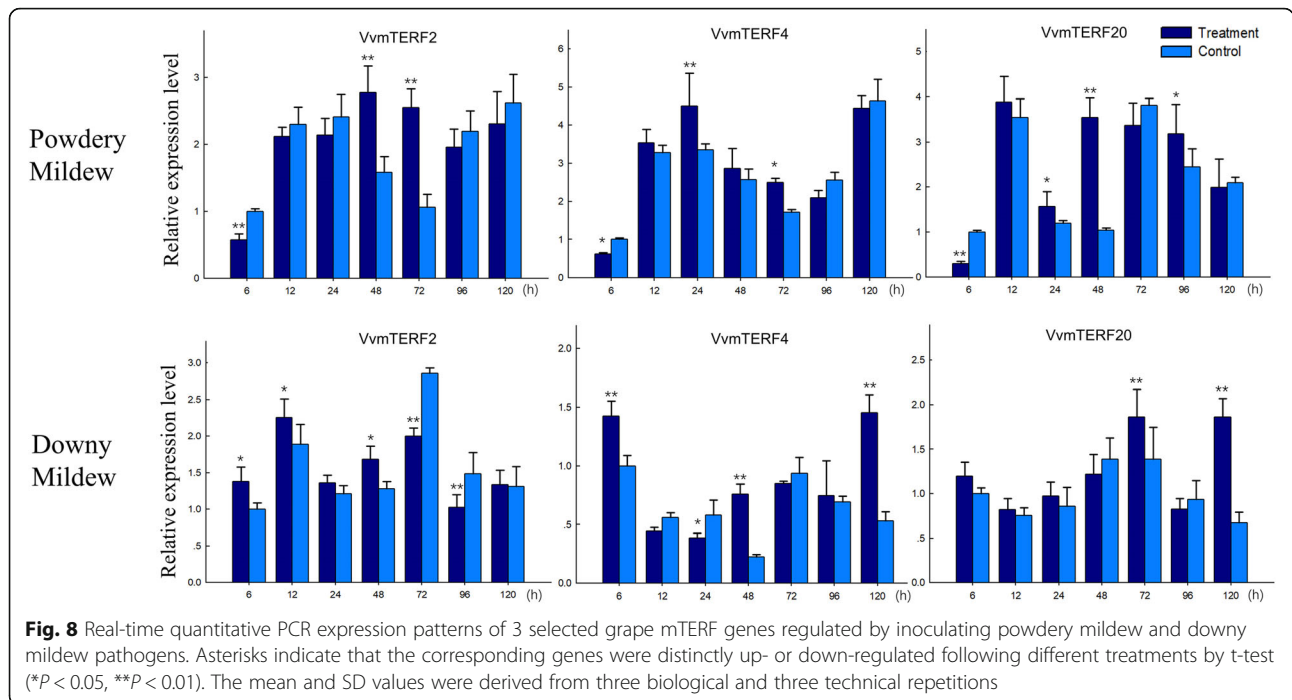 VvmTERF2
VvmTERF4
VvmTERF20
Treatment
Control
Powdery
Mildew
Relative expression level
0
1
2
3
** ** **
6 12 24 48 72 96 120 (h)
0
1
2
3
4
5
6
* ** *
6 12 24 48 72 96 120 (h)
0
1
2
3
4
5
** * ** *
6 12 24 48 72 96 120 (h)
VvmTERF2
VvmTERF4
VvmTERF20
Downy
Mildew
Relative expression level
0.0
.5
1.0
1.5
2.0
2.5
3.0
* * * ** **
6 12 24 48 72 96 120 (h)
0.0
.5
1.0
1.5
2.0
** * ** **
6 12 24 48 72 96 120 (h)
0.0
.5
1.0
1.5
2.0
2.5
** **
6 12 24 48 72 96 120 (h)
Fig. 8 Real-time quantitative PCR expression patterns of 3 selected grape mTERF genes regulated by inoculating powdery mildew and downy
mildew pathogens. Asterisks indicate that the corresponding genes were distinctly up- or down-regulated following different treatments by t-test
(*P < 0.05, **P < 0.01). The mean and SD values were derived from three biological and three technical repetitions